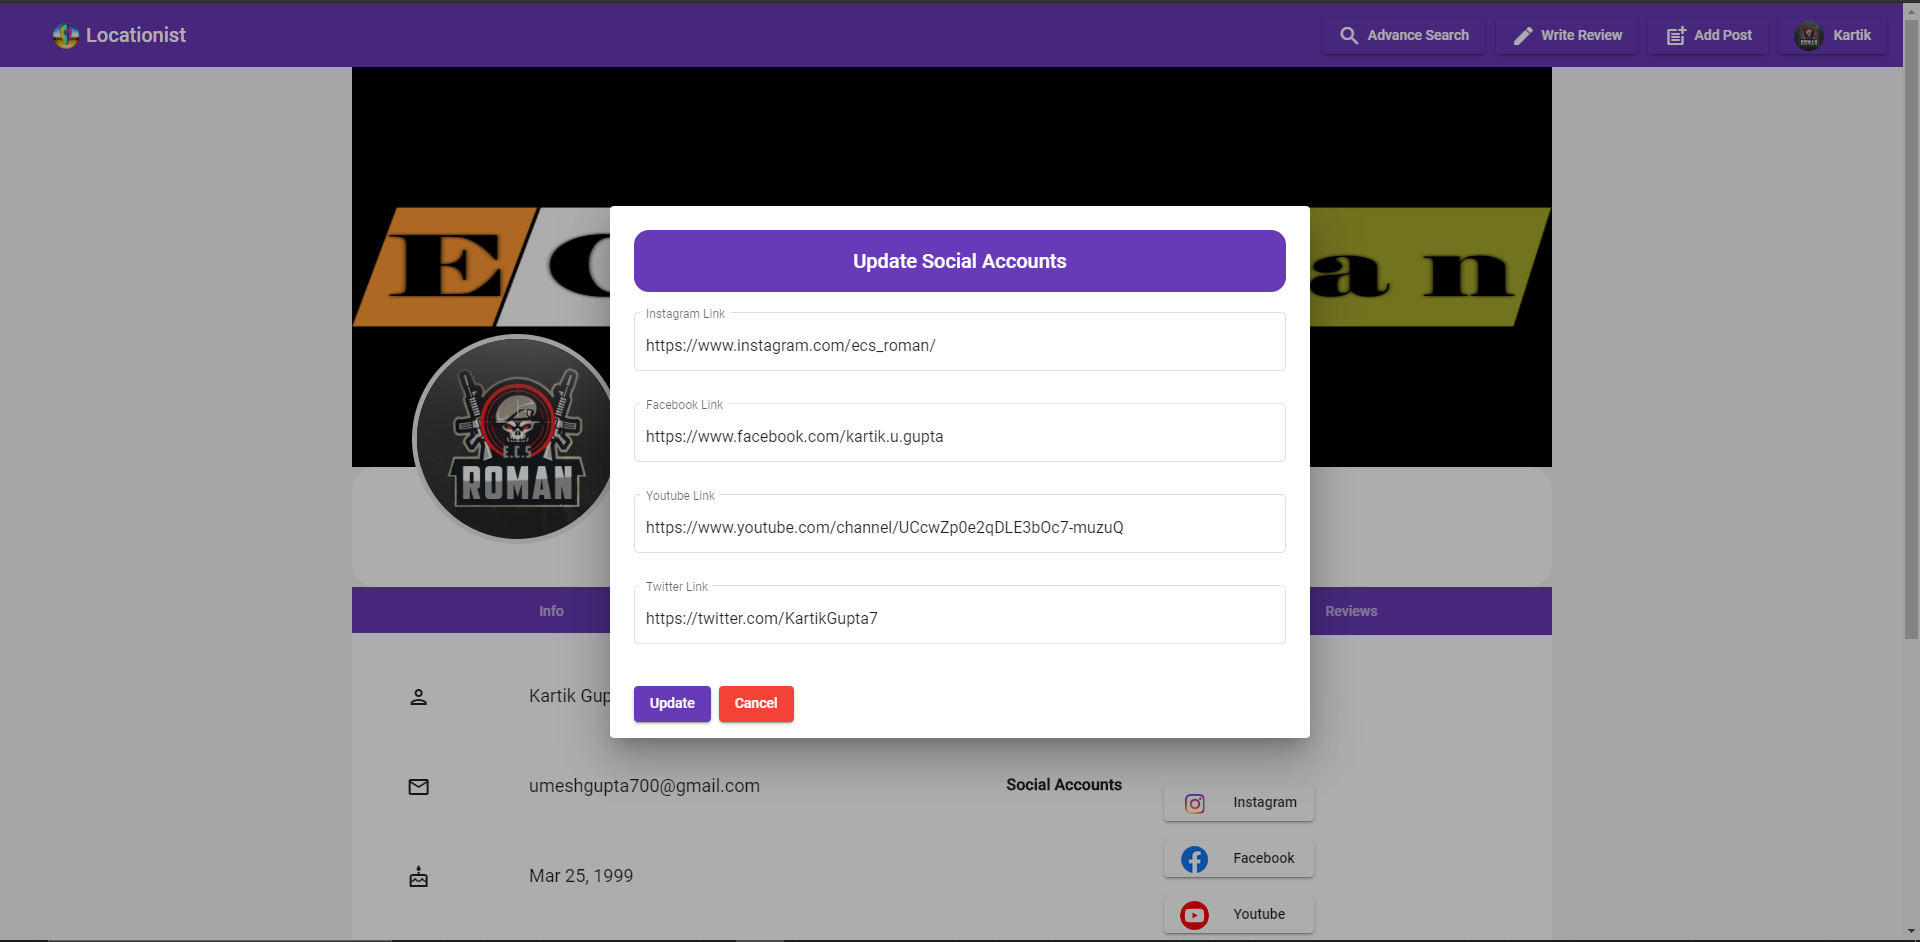 Locationist
Advance Search
Write Review
Add Post
Kartik
E C
a n
Update Social Accounts
Instagram Link
https://www.instagram.com/ecs_roman/
Facebook Link
https://www.facebook.com/kartik.u.gupta
Youtube Link
https://www.youtube.com/channel/UCcwZp0e2qDLE3bOc7-muzuQ
Twitter Link
https://twitter.com/KartikGupta7
Update
Cancel
E.C.S
ROMAN
Info
Reviews
Kartik Gup
umeshgupta700@gmail.com
Mar 25, 1999
Social Accounts
Instagram
Facebook
Youtube